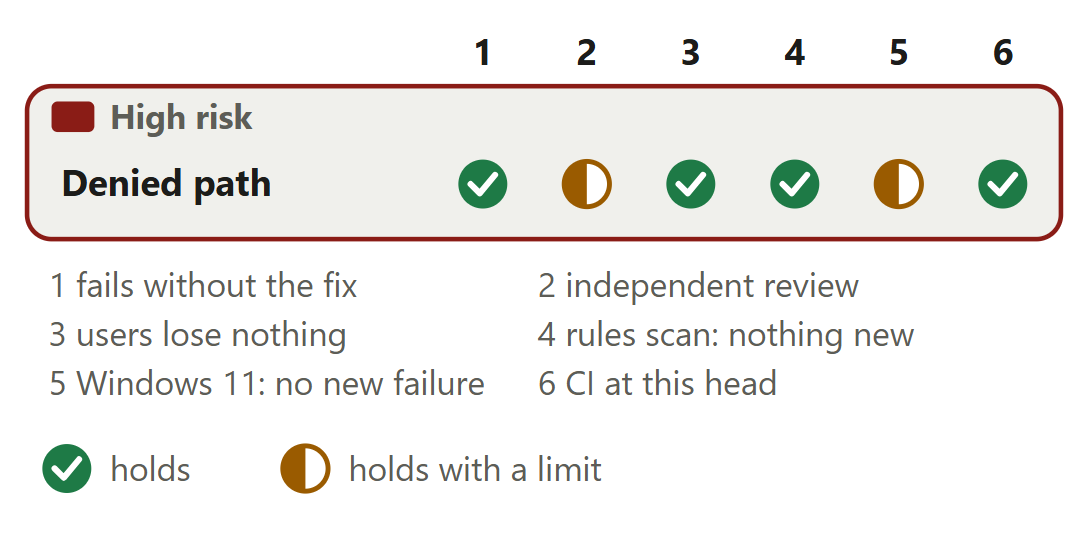 1 2 3 4 5 6
High risk
Denied path
1 fails without the fix 2 independent review
3 users lose nothing 4 rules scan: nothing new
5 Windows 11: no new failure 6 CI at this head
holds holds with a limit